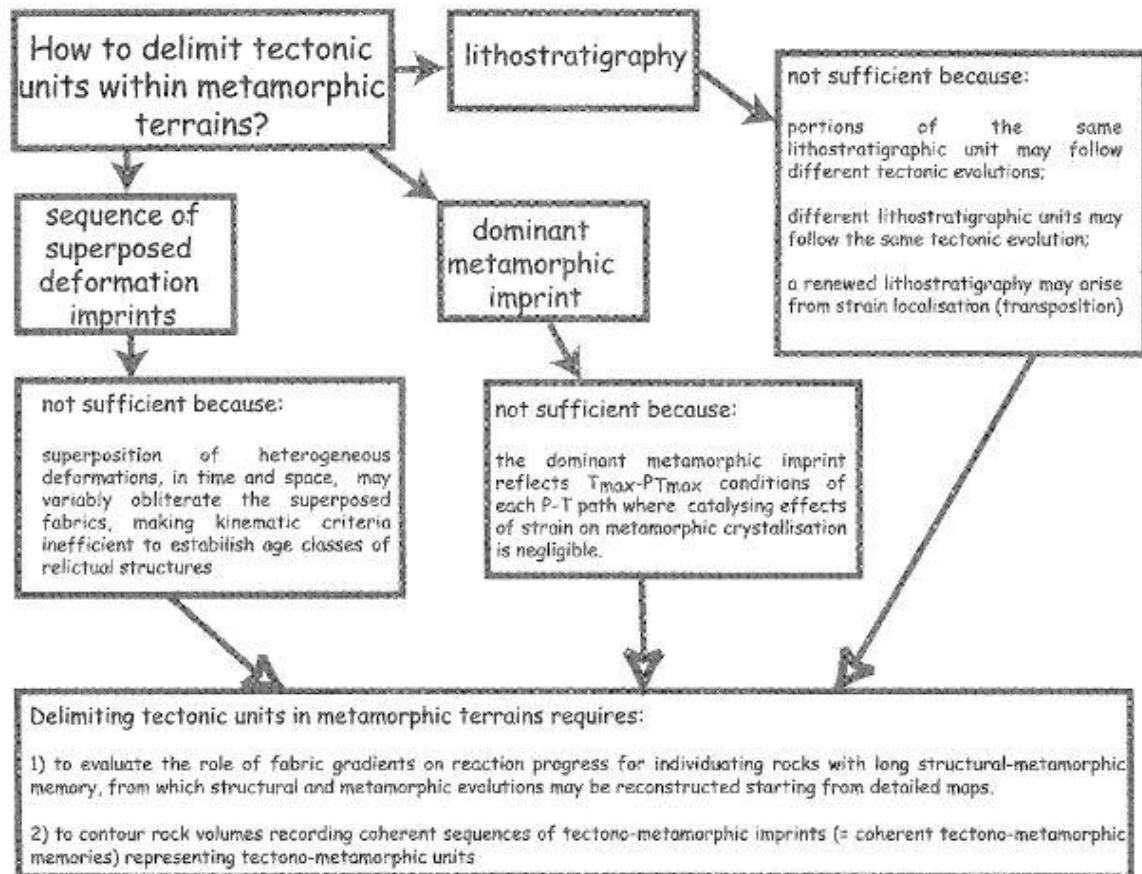 How to delimit tectonic
units within metamorphic
terrains?
lithostratigraphy
not sufficient because:
portions of the same
lithostratigraphic unit may follow
different tectonic evolutions;
different lithostratigraphic units may
follow the same tectonic evolution;
a renewed lithostratigraphy may arise
from strain localisation (transposition)
sequence of
superposed
deformation
imprints
dominant
metamorphic
imprint
not sufficient because:
superposition of heterogeneous
deformations, in time and space, may
variably obliterate the superposed
fabrics, making kinematic criteria
inefficient to estabilish age classes of
relictual structures
not sufficient because:
the dominant metamorphic imprint
reflects Tmax-PTmax conditions of
each P-T path where catalysing effects
of strain on metamorphic crystallisation
is negligible.
Delimiting tectonic units in metamorphic terrains requires:
1) to evaluate the role of fabric gradients on reaction progress for individuating rocks with long structural-metamorphic
memory, from which structural and metamorphic evolutions may be reconstructed starting from detailed maps.
2) to contour rock volumes recording coherent sequences of tectono-metamorphic imprints (= coherent tectono-metamorphic
memories) representing tectono-metamorphic units